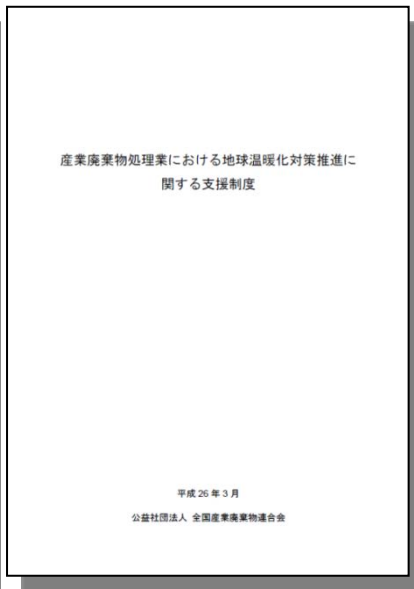 産業廃棄物処理業における地球温暖化対策推進に
関する支援制度
平成 26 年 3 月
公益社団法人 全国産業廃棄物連合会